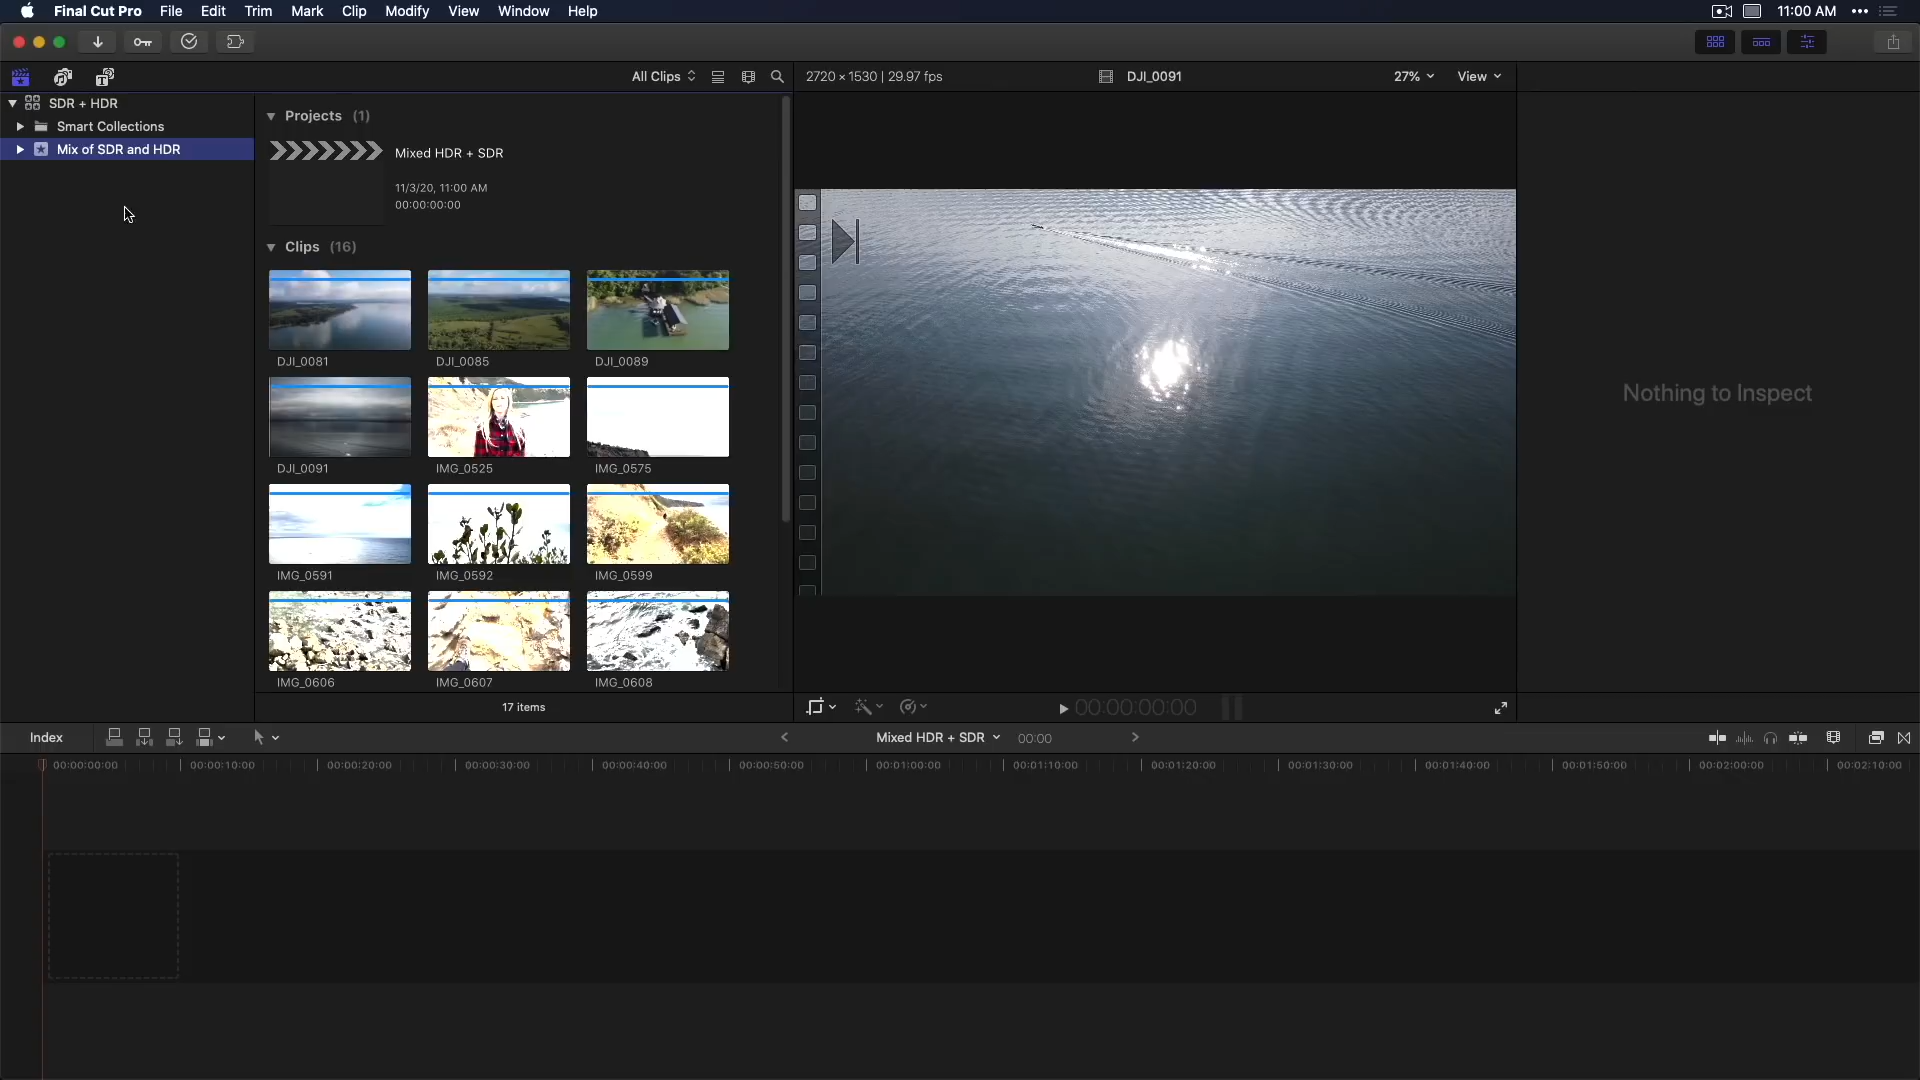 Final Cut Pro File Edit Trim Mark Clip Modify View Window Help 11:00 AM
All Clips 2720 × 1530 | 29.97 fps DJI_0091 27% View
SDR + HDR
Smart Collections
Mix of SDR and HDR
Projects (1)
Mixed HDR + SDR
11/3/20, 11:00 AM
00:00:00:00
Clips (16)
DJI_0081 DJI_0085 DJI_0089
DJI_0091 IMG_0525 IMG_0575
IMG_0591 IMG_0592 IMG_0599
IMG_0606 IMG_0607 IMG_0608
17 items
00:00:00:00
Nothing to Inspect
Index Mixed HDR + SDR 00:00
00:00:00:00 00:00:10:00 00:00:20:00 00:00:30:00 00:00:40:00 00:00:50:00 00:01:00:00 00:01:10:00 00:01:20:00 00:01:30:00 00:01:40:00 00:01:50:00 00:02:00:00 00:02:10:00